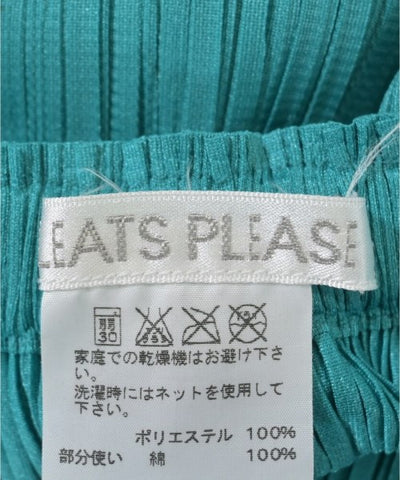 LEATS PLEASE
弱 30
家庭での乾燥機はお避け下さ
い。
洗濯時にはネットを使用して下
さい。
ポリエステル 100%
部分使い 綿 100%